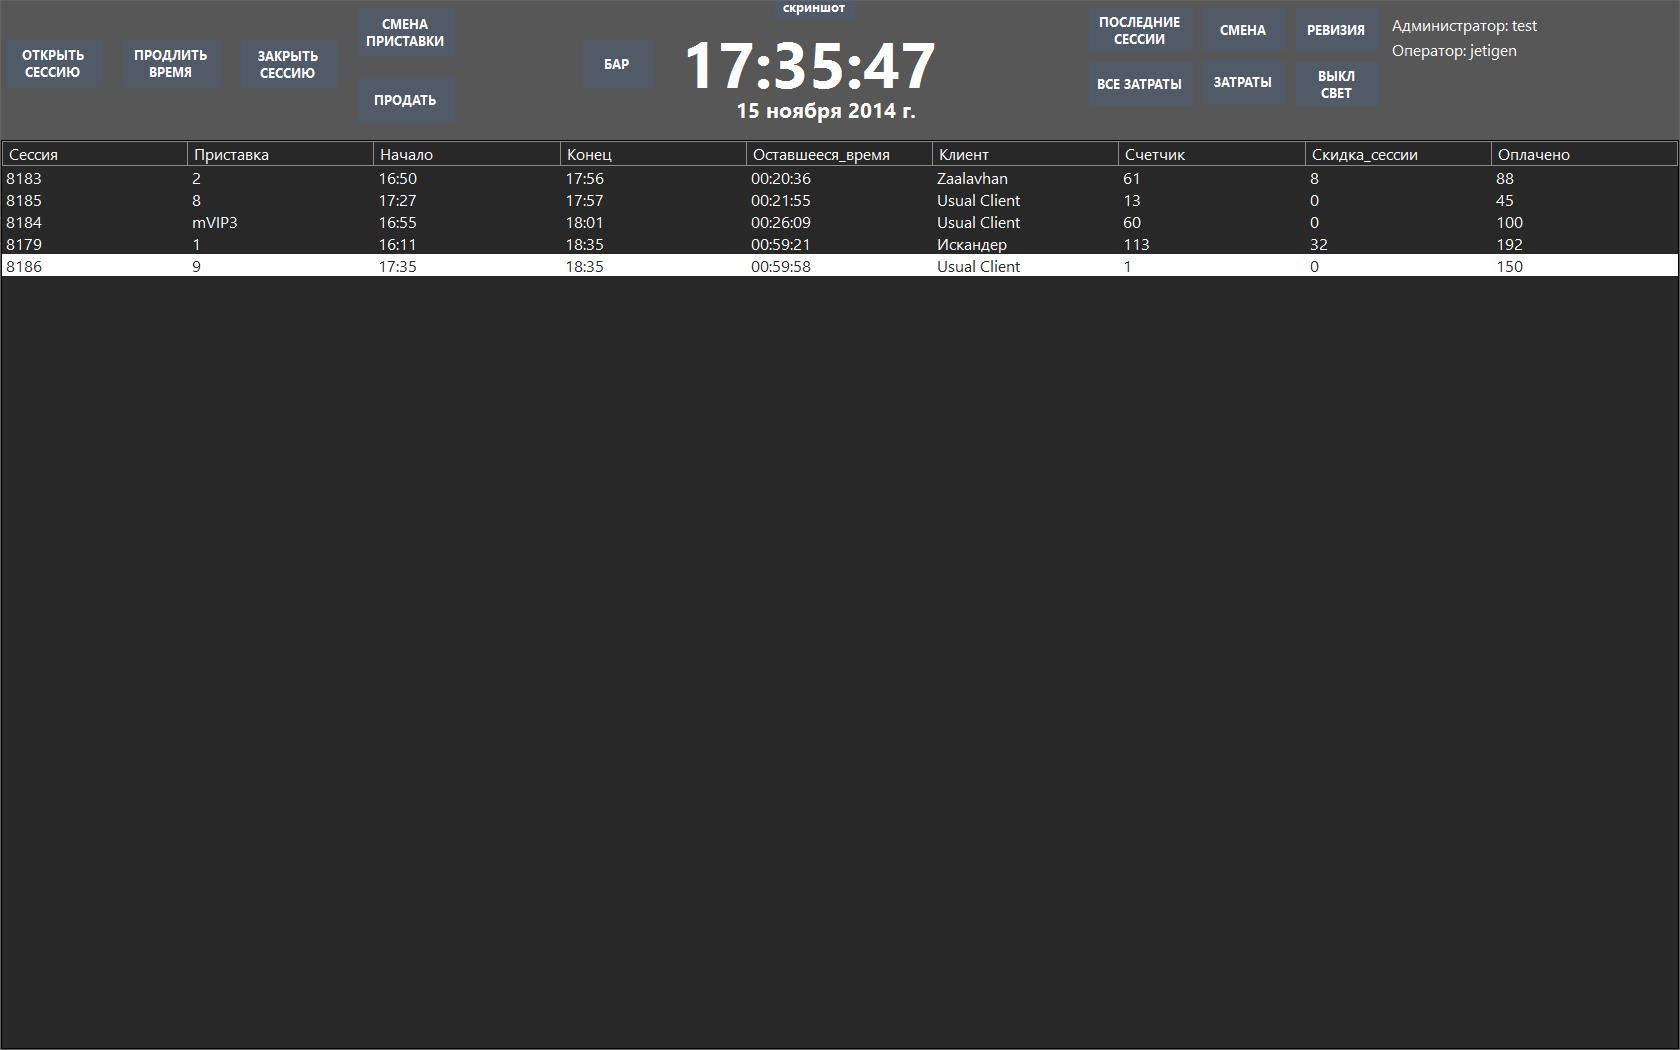 скриншот
ОТКРЫТЬ
СЕССИЮ
ПРОДЛИТЬ
ВРЕМЯ
ЗАКРЫТЬ
СЕССИЮ
СМЕНА
ПРИСТАВКИ
ПРОДАТЬ
БАР
17:35:47
15 ноября 2014 г.
ПОСЛЕДНИЕ
СЕССИИ
СМЕНА
РЕВИЗИЯ
ВСЕ ЗАТРАТЫ
ЗАТРАТЫ
ВЫКЛ
СВЕТ
Администратор: test
Оператор: jetigen
Сессия Приставка Начало Конец Оставшееся_время Клиент Счетчик Скидка_сессии Оплачено
8183 2 16:50 17:56 00:20:36 Zaalavhan 61 8 88
8185 8 17:27 17:57 00:21:55 Usual Client 13 0 45
8184 mVIP3 16:55 18:01 00:26:09 Usual Client 60 0 100
8179 1 16:11 18:35 00:59:21 Искандер 113 32 192
8186 9 17:35 18:35 00:59:58 Usual Client 1 0 150